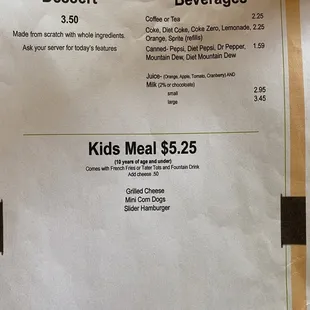 Dessert
3.50
Made from scratch with whole ingredients.
Ask your server for today's features
Beverages
Coffee or Tea 2.25
Coke, Diet Coke, Coke Zero, Lemonade, 2.25
Orange, Sprite (refills)
Canned- Pepsi, Diet Pepsi, Dr Pepper, 1.59
Mountain Dew, Diet Mountain Dew
Juice- (Orange, Apple, Tomato, Cranberry) AND
Milk (2% or chocoloate)
small 2.95
large 3.45
Kids Meal $5.25
(10 years of age and under)
Comes with French Fries or Tater Tots and Fountain Drink
Add cheese .50
Grilled Cheese
Mini Corn Dogs
Slider Hamburger